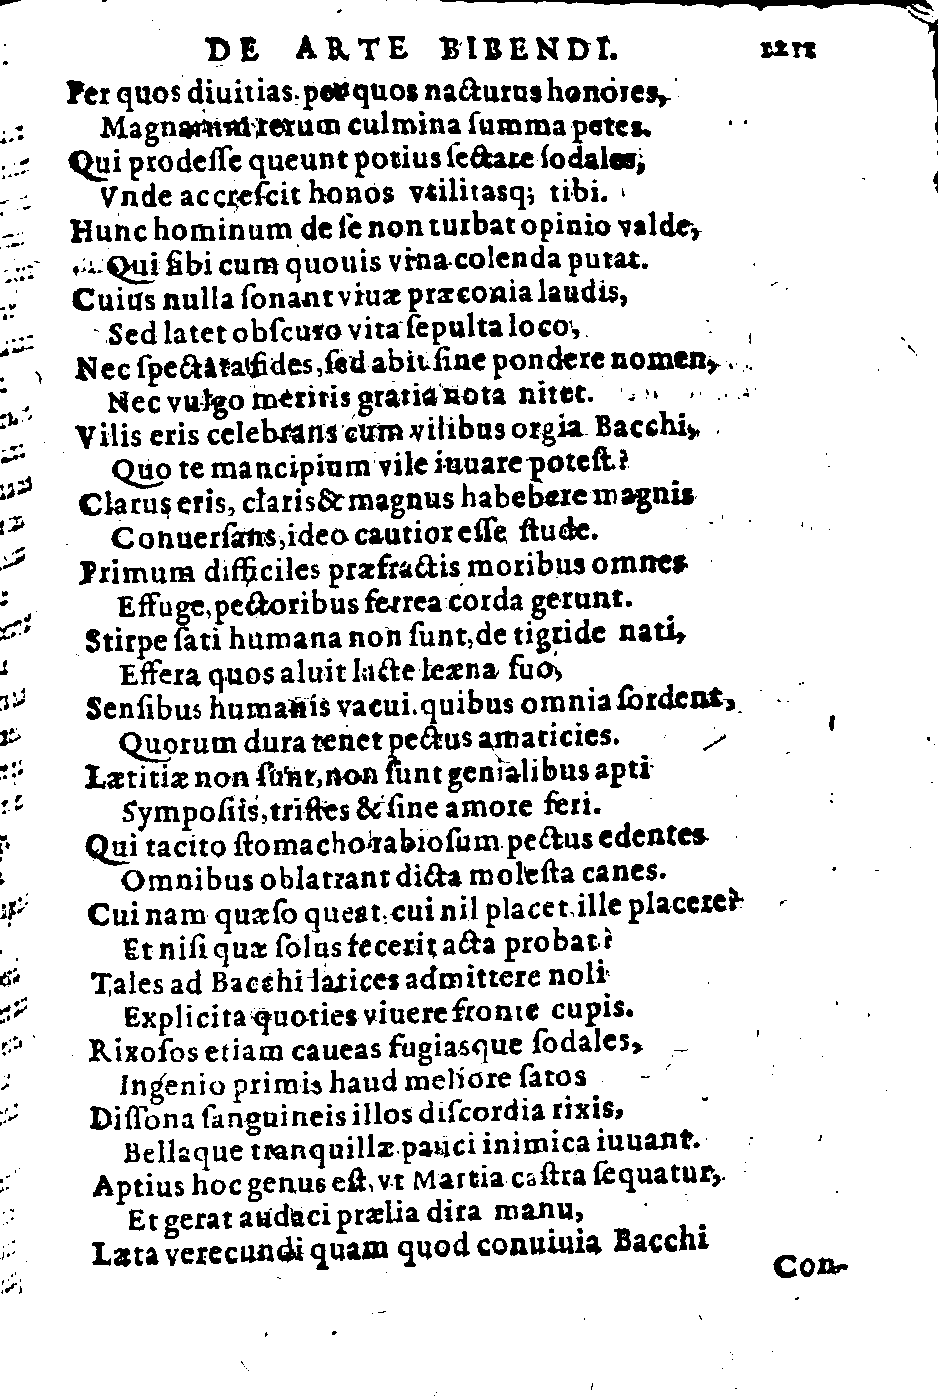 DE ARTE BIBENDI.
Per quos diuitias, per quos nacturus honores,
Magnarum rerum culmina ſumma petes.
Qui prodeſſe queunt potius ſectare ſodales,
Vnde accreſcit honos vtilitasq; tibi.
Hunc hominum de ſe non turbat opinio valde,
Qui ſibi cum quouis vina colenda putat.
Cuius nulla ſonant viuæ præconia laudis,
Sed latet obſcuro vita ſepulta loco,
Nec ſpectata fides, ſed abit ſine pondere nomen,
Nec vulgo meritis gratia nota nitet.
Vilis eris celebrans cum vilibus orgia Bacchi,
Quo te mancipium vile iuuare poteſt?
Clarus eris, claris & magnus habebere magnis
Conuerſans, ideo cautior eſſe ſtude.
Primum difficiles præfractis moribus omnes
Effuge, pectoribus ferrea corda gerunt.
Stirpe ſati humana non ſunt, de tigride nati,
Effera quos aluit lacte leæna ſuo,
Senſibus humanis vacui. quibus omnia ſordent,
Quorum dura tenet pectus amaticies.
Lætitiæ non ſunt, non ſunt genialibus apti
Sympoſiis, triſtes & ſine amore feri.
Qui tacito ſtomacho rabioſum pectus edentes
Omnibus oblatrant dicta moleſta canes.
Cui nam quæſo queat, cui nil placet, ille placere?
Et niſi quæ ſolus fecerit acta probat?
Tales ad Bacchi latices admittere noli
Explicita quoties viuere fronte cupis.
Rixoſos etiam caueas fugiasque ſodales,
Ingenio primis haud meliore ſatos
Diſſona ſanguineis illos diſcordia rixis,
Bellaque tranquillæ pauci inimica iuuant.
Aptius hoc genus eſt, vt Martia caſtra ſequatur,
Et gerat audaci prælia dira manu,
Læta verecundi quam quod conuiuia Bacchi
Con-